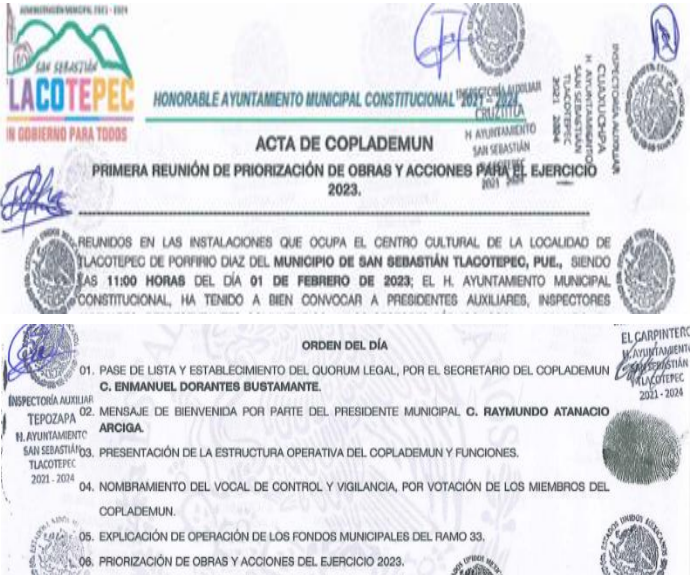 ADMINISTRACIÓN MUNICIPAL 2021 - 2024
SAN SEBASTIÁN
TLACOTEPEC
UN GOBIERNO PARA TODOS
HONORABLE AYUNTAMIENTO MUNICIPAL CONSTITUCIONAL "2021 – 2024
INSPECTORÍA AUXILIAR
CRUZTITLA
H. AYUNTAMIENTO
SAN SEBASTIÁN
2021 2024
INSPECTORIA AUXILIAR
CUAXUCHPA
H. AYUNTAMIENTO
SAN SEBASTIAN
TLACOTEPEC
2021 2024
ACTA DE COPLADEMUN
PRIMERA REUNIÓN DE PRIORIZACIÓN DE OBRAS Y ACCIONES PARA EL EJERCICIO
2023.
REUNIDOS EN LAS INSTALACIONES QUE OCUPA EL CENTRO CULTURAL DE LA LOCALIDAD DE
TLACOTEPEC DE PORFIRIO DIAZ DEL MUNICIPIO DE SAN SEBASTIÁN TLACOTEPEC, PUE., SIENDO
LAS 11:00 HORAS DEL DÍA 01 DE FEBRERO DE 2023; EL H. AYUNTAMIENTO MUNICIPAL
CONSTITUCIONAL, HA TENIDO A BIEN CONVOCAR A PRESIDENTES AUXILIARES, INSPECTORES
ORDEN DEL DÍA
EL CARPINTERO
H. AYUNTAMIENTO
SAN SEBASTIÁN
TLACOTEPEC
2021 - 2024
01. PASE DE LISTA Y ESTABLECIMIENTO DEL QUORUM LEGAL, POR EL SECRETARIO DEL COPLADEMUN
C. ENMANUEL DORANTES BUSTAMANTE.
INSPECTORÍA AUXILIAR
TEPOZAPA
H. AYUNTAMIENTO
SAN SEBASTIÁN
TLACOTEPEC
2021 - 2024
02. MENSAJE DE BIENVENIDA POR PARTE DEL PRESIDENTE MUNICIPAL C. RAYMUNDO ATANACIO
ARCIGA.
03. PRESENTACIÓN DE LA ESTRUCTURA OPERATIVA DEL COPLADEMUN Y FUNCIONES.
04. NOMBRAMIENTO DEL VOCAL DE CONTROL Y VIGILANCIA, POR VOTACIÓN DE LOS MIEMBROS DEL
COPLADEMUN.
05. EXPLICACIÓN DE OPERACIÓN DE LOS FONDOS MUNICIPALES DEL RAMO 33.
06. PRIORIZACIÓN DE OBRAS Y ACCIONES DEL EJERCICIO 2023.